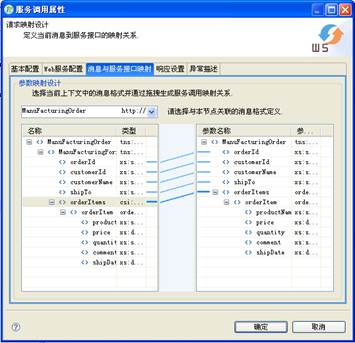 服务调用属性
请求映射设计
定义当前消息到服务接口的映射关系.
WS
基本配置 Web服务配置 消息与服务接口映射 响应设置 异常描述
参数映射设计
选择当前上下文中的消息格式并通过拖拽生成服务调用映射关系.
ManuFacturingOrder http:// 请选择与本节点关联的消息格式定义.
名称 类型 参数名称 参...
ManuFacturingOrder tns: ManuFacturingOrder tns...
ManuFacturingFor tns: orderId xs:s...
orderId xs:s customerId xs:s...
customerId xs:s customerName xs:s...
customerName xs:s shipTo xs:s...
shipTo xs:s orderItems orde...
orderItems csi: orderItem orde...
orderItem orde productNam xs:s...
product xs:s price xs:d...
price xs:d quantity xs:d...
quantit xs:d comment xs:s...
comment xs:s shipDate xs:d...
shipDat xs:d
确定 取消